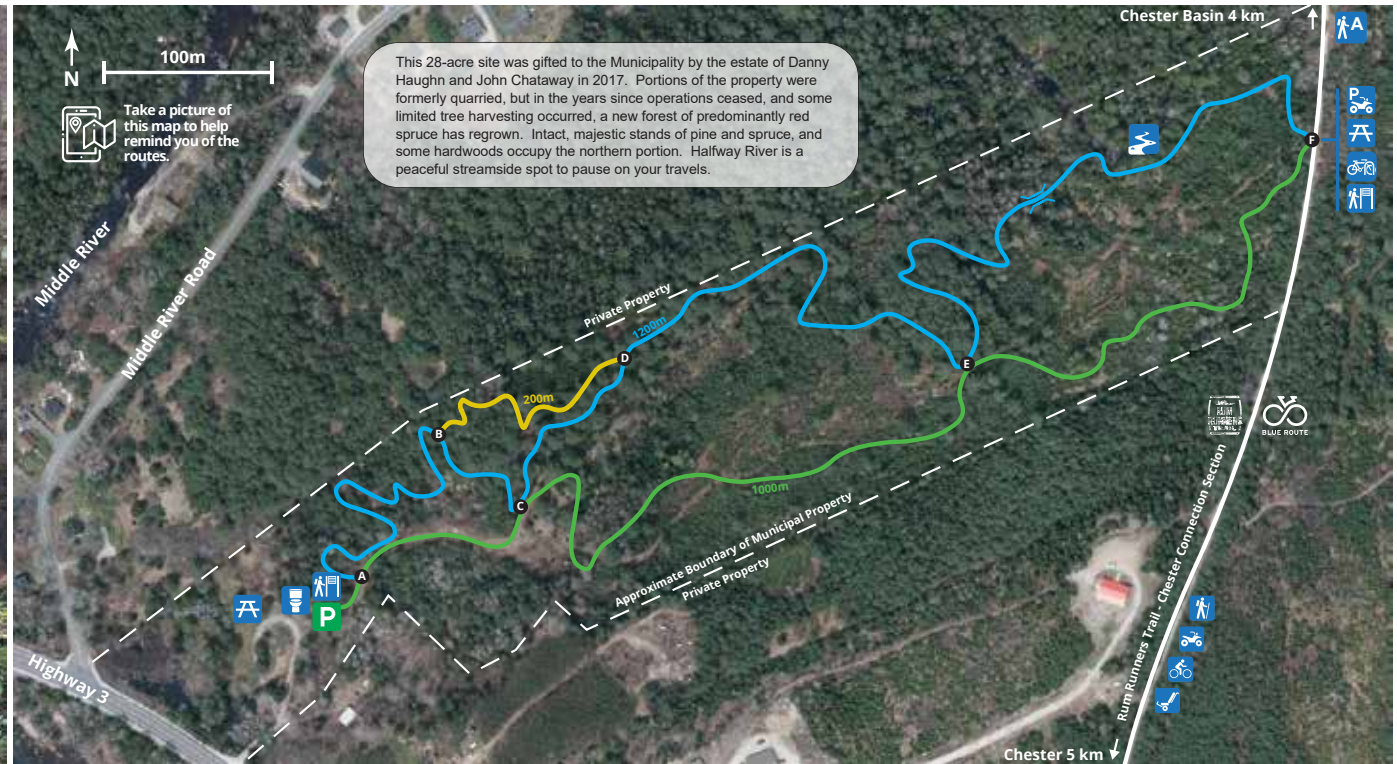 Chester Basin 4 km
A
100m
N
Take a picture of
this map to help
remind you of the
routes.
This 28-acre site was gifted to the Municipality by the estate of Danny
Haughn and John Chataway in 2017. Portions of the property were
formerly quarried, but in the years since operations ceased, and some
limited tree harvesting occurred, a new forest of predominantly red
spruce has regrown. Intact, majestic stands of pine and spruce, and
some hardwoods occupy the northern portion. Halfway River is a
peaceful streamside spot to pause on your travels.
P
F
Middle River
Middle River Road
Private Property
1200m
D
E
200m
B
BLUE ROUTE
C
1000m
Approximate Boundary of Municipal Property
Private Property
A
P
Highway 3
Rum Runners Trail - Chester Connection Section
Chester 5 km